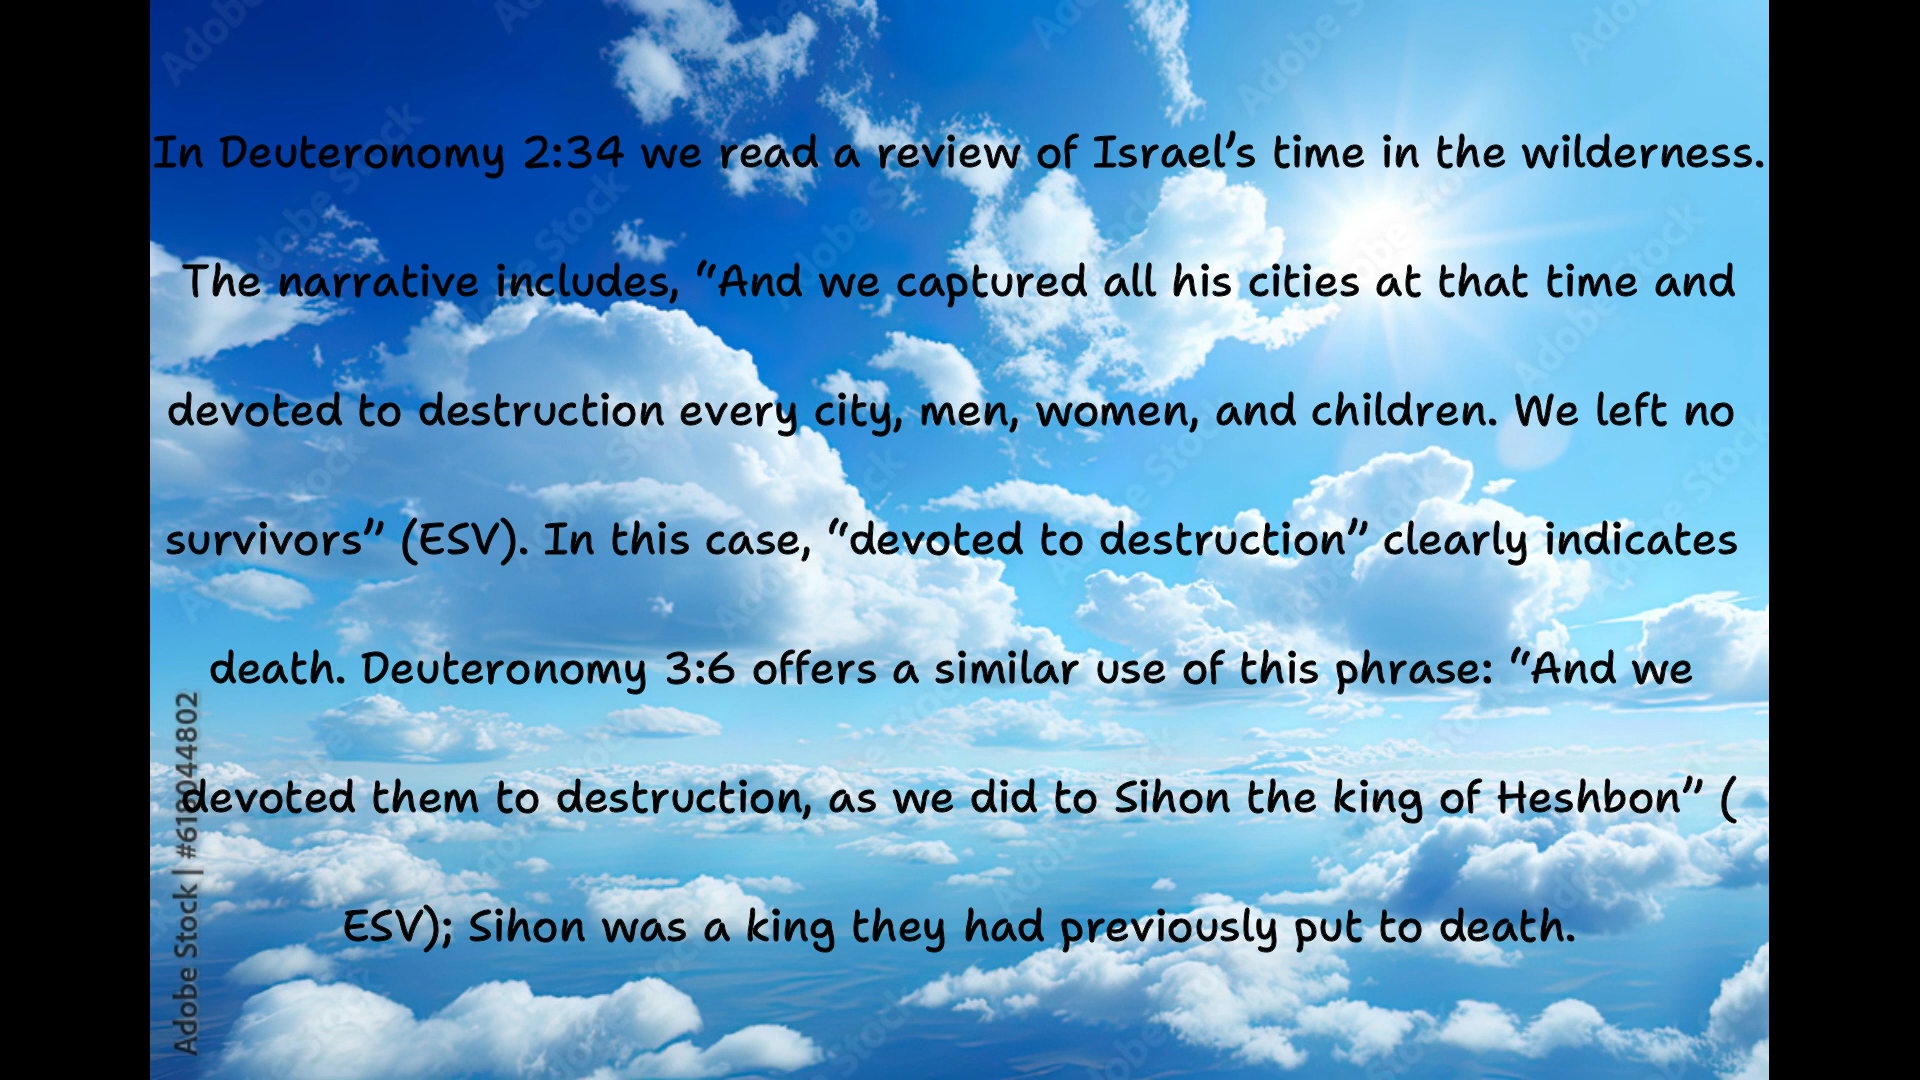 In Deuteronomy 2:34 we read a review of Israel’s time in the wilderness.
The narrative includes, “And we captured all his cities at that time and
devoted to destruction every city, men, women, and children. We left no
survivors” (ESV). In this case, “devoted to destruction” clearly indicates
death. Deuteronomy 3:6 offers a similar use of this phrase: “And we
devoted them to destruction, as we did to Sihon the king of Heshbon” (
ESV); Sihon was a king they had previously put to death.
Adobe Stock | #618044802